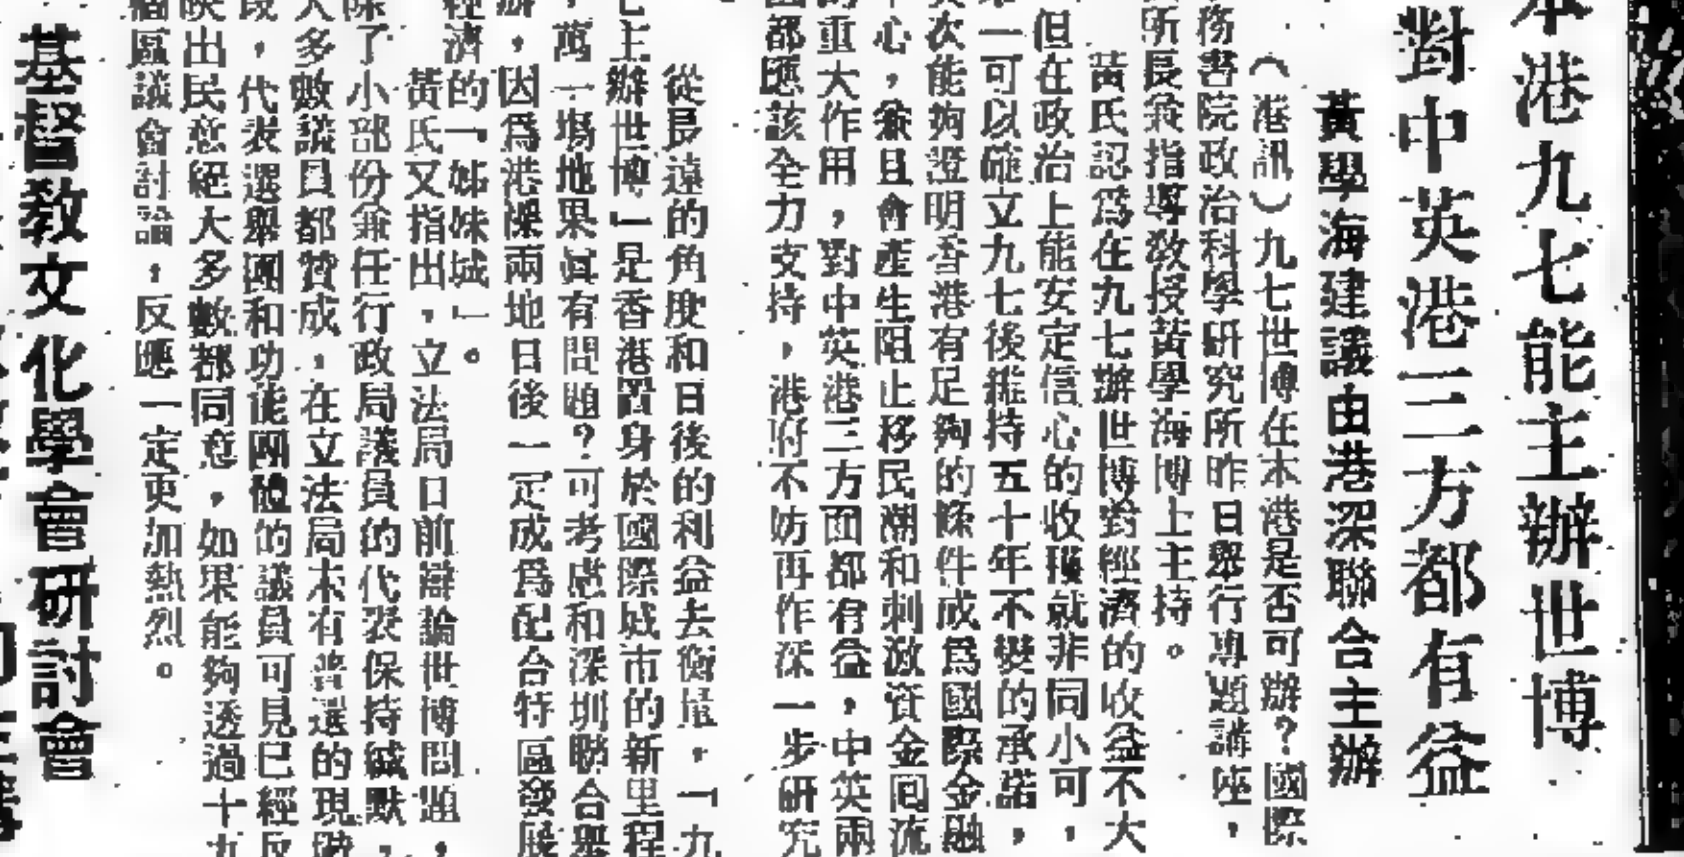 本港九七能主辦世博
對中英港三方都有益
黃學海建議由港深聯合主辦
（港訊）九七世博在本港是否可辦？國際
務書院政治科學研究所昨日舉行專題講座，
所長兼指導教授黃學海博士主持。
黃氏認爲在九七辦世博對經濟的收益不大
但在政治上能安定信心的收穫就非同小可，
一可以確立九七後維持五十年不變的承諾，
次能夠證明香港有足夠的條件成爲國際金融
心，兼且會產生阻止移民潮和刺激資金回流
重大作用，對中英港三方面都有益，中英兩
都應該全力支持，港府不妨再作深一步研究
從長遠的角度和日後的利益去衡量，「九
七主辦世博」是香港置身於國際城市的新里程
，萬一場地果眞有問題？可考慮和深圳聯合舉
辦，因爲港深兩地日後一定成爲配合特區發展
經濟的「姊妹城」。
黃氏又指出，立法局日前辯論世博問題，
除了小部份兼任行政局議員的代表保持緘默，
大多數議員都贊成，在立法局未有普選的現階
段，代表選舉團和功能團體的議員可見已經反
映出民意絕大多數都同意，如果能夠透過十九
個區議會討論，反應一定更加熱烈。
基督敎文化學會研討會